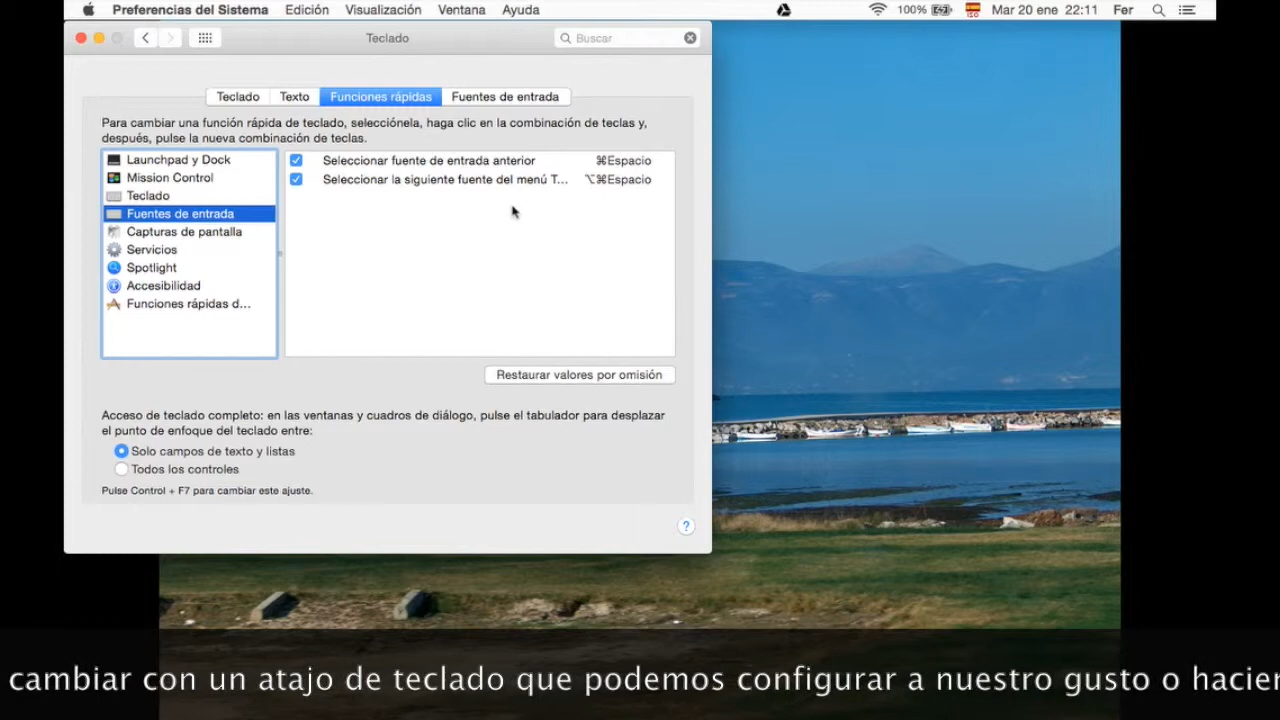 Preferencias del Sistema Edición Visualización Ventana Ayuda 100% ISO Mar 20 ene 22:11 Fer
Teclado
Buscar
Teclado Texto Funciones rápidas Fuentes de entrada
Para cambiar una función rápida de teclado, selecciónela, haga clic en la combinación de teclas y,
después, pulse la nueva combinación de teclas.
Launchpad y Dock
Mission Control
Teclado
Fuentes de entrada
Capturas de pantalla
Servicios
Spotlight
Accesibilidad
Funciones rápidas d...
Seleccionar fuente de entrada anterior ⌘Espacio
Seleccionar la siguiente fuente del menú T... ⌥⌘Espacio
Restaurar valores por omisión
Acceso de teclado completo: en las ventanas y cuadros de diálogo, pulse el tabulador para desplazar
el punto de enfoque del teclado entre:
Solo campos de texto y listas
Todos los controles
Pulse Control + F7 para cambiar este ajuste.
?
cambiar con un atajo de teclado que podemos configurar a nuestro gusto o hacien